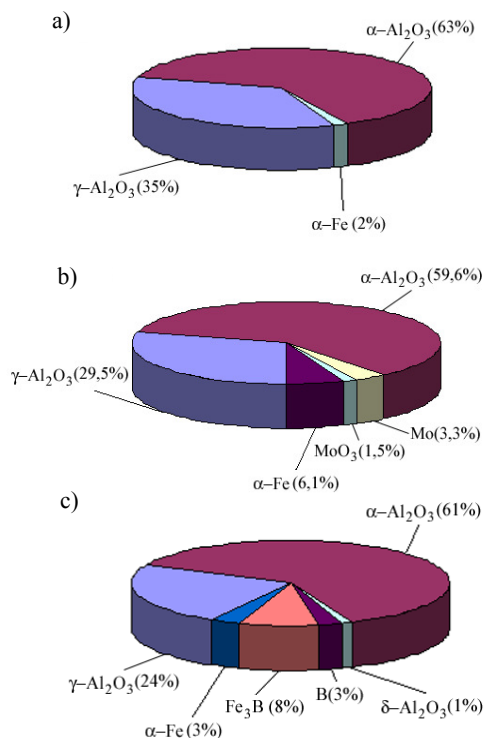 a)
α–Al₂O₃(63%)
γ–Al₂O₃(35%)
α–Fe (2%)
b)
α–Al₂O₃(59,6%)
γ–Al₂O₃(29,5%)
Mo(3,3%)
MoO₃(1,5%)
α–Fe(6,1%)
c)
α–Al₂O₃(61%)
γ–Al₂O₃(24%)
B(3%)
Fe₃B (8%)
δ–Al₂O₃(1%)
α–Fe (3%)